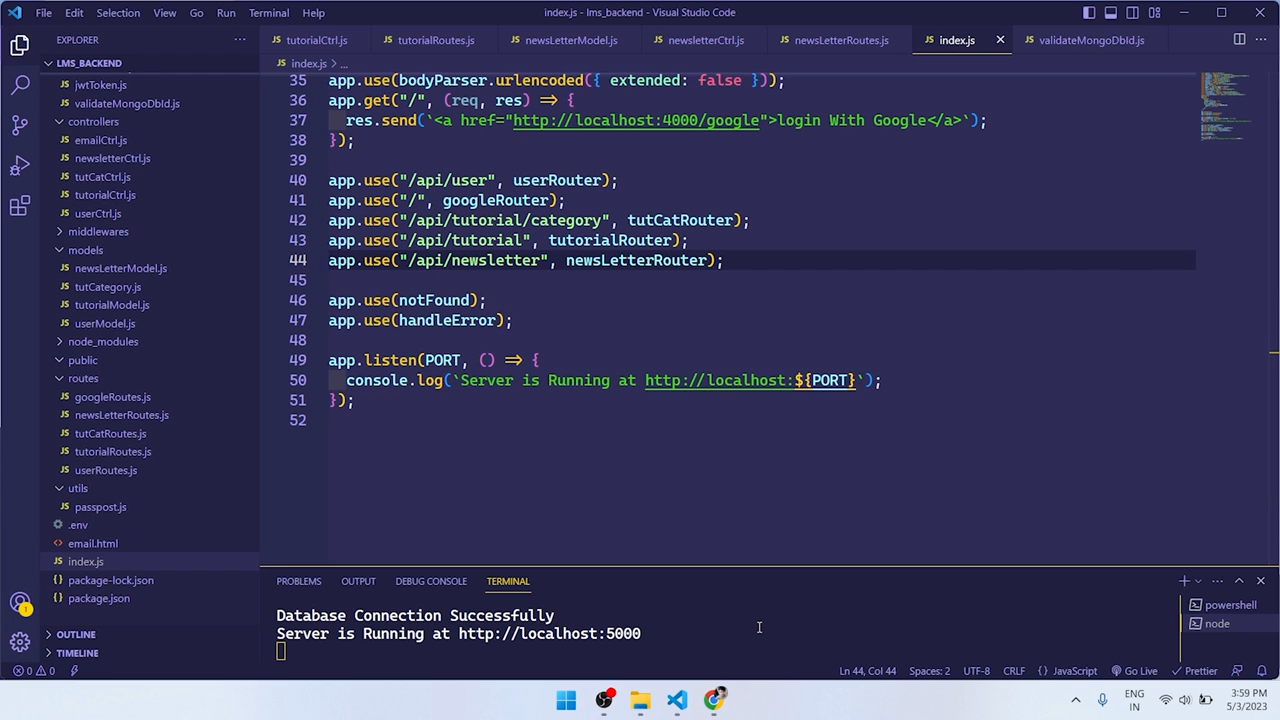 File Edit Selection View Go Run Terminal Help
index.js - lms_backend - Visual Studio Code
EXPLORER
tutorialCtrl.js tutorialRoutes.js newsLetterModel.js newsletterCtrl.js newsLetterRoutes.js index.js validateMongoDbId.js
LMS_BACKEND
jwtToken.js
validateMongoDbId.js
controllers
emailCtrl.js
newsletterCtrl.js
tutCatCtrl.js
tutorialCtrl.js
userCtrl.js
middlewares
models
newsLetterModel.js
tutCategory.js
tutorialModel.js
userModel.js
node_modules
public
routes
googleRoutes.js
newsLetterRoutes.js
tutCatRoutes.js
tutorialRoutes.js
userRoutes.js
utils
passpost.js
.env
email.html
index.js
package-lock.json
package.json
OUTLINE
TIMELINE
index.js > ...
35 app.use(bodyParser.urlencoded({ extended: false }));
36 app.get("/", (req, res) => {
37 res.send(`<a href="http://localhost:4000/google">login With Google</a>`);
38 });
39
40 app.use("/api/user", userRouter);
41 app.use("/", googleRouter);
42 app.use("/api/tutorial/category", tutCatRouter);
43 app.use("/api/tutorial", tutorialRouter);
44 app.use("/api/newsletter", newsLetterRouter);
45
46 app.use(notFound);
47 app.use(handleError);
48
49 app.listen(PORT, () => {
50 console.log(`Server is Running at http://localhost:${PORT}`);
51 });
52
PROBLEMS OUTPUT DEBUG CONSOLE TERMINAL
Database Connection Successfully
Server is Running at http://localhost:5000
powershell
node
1
0 0
Ln 44, Col 44 Spaces: 2 UTF-8 CRLF {} JavaScript Go Live Prettier
ENG
IN
3:59 PM
5/3/2023